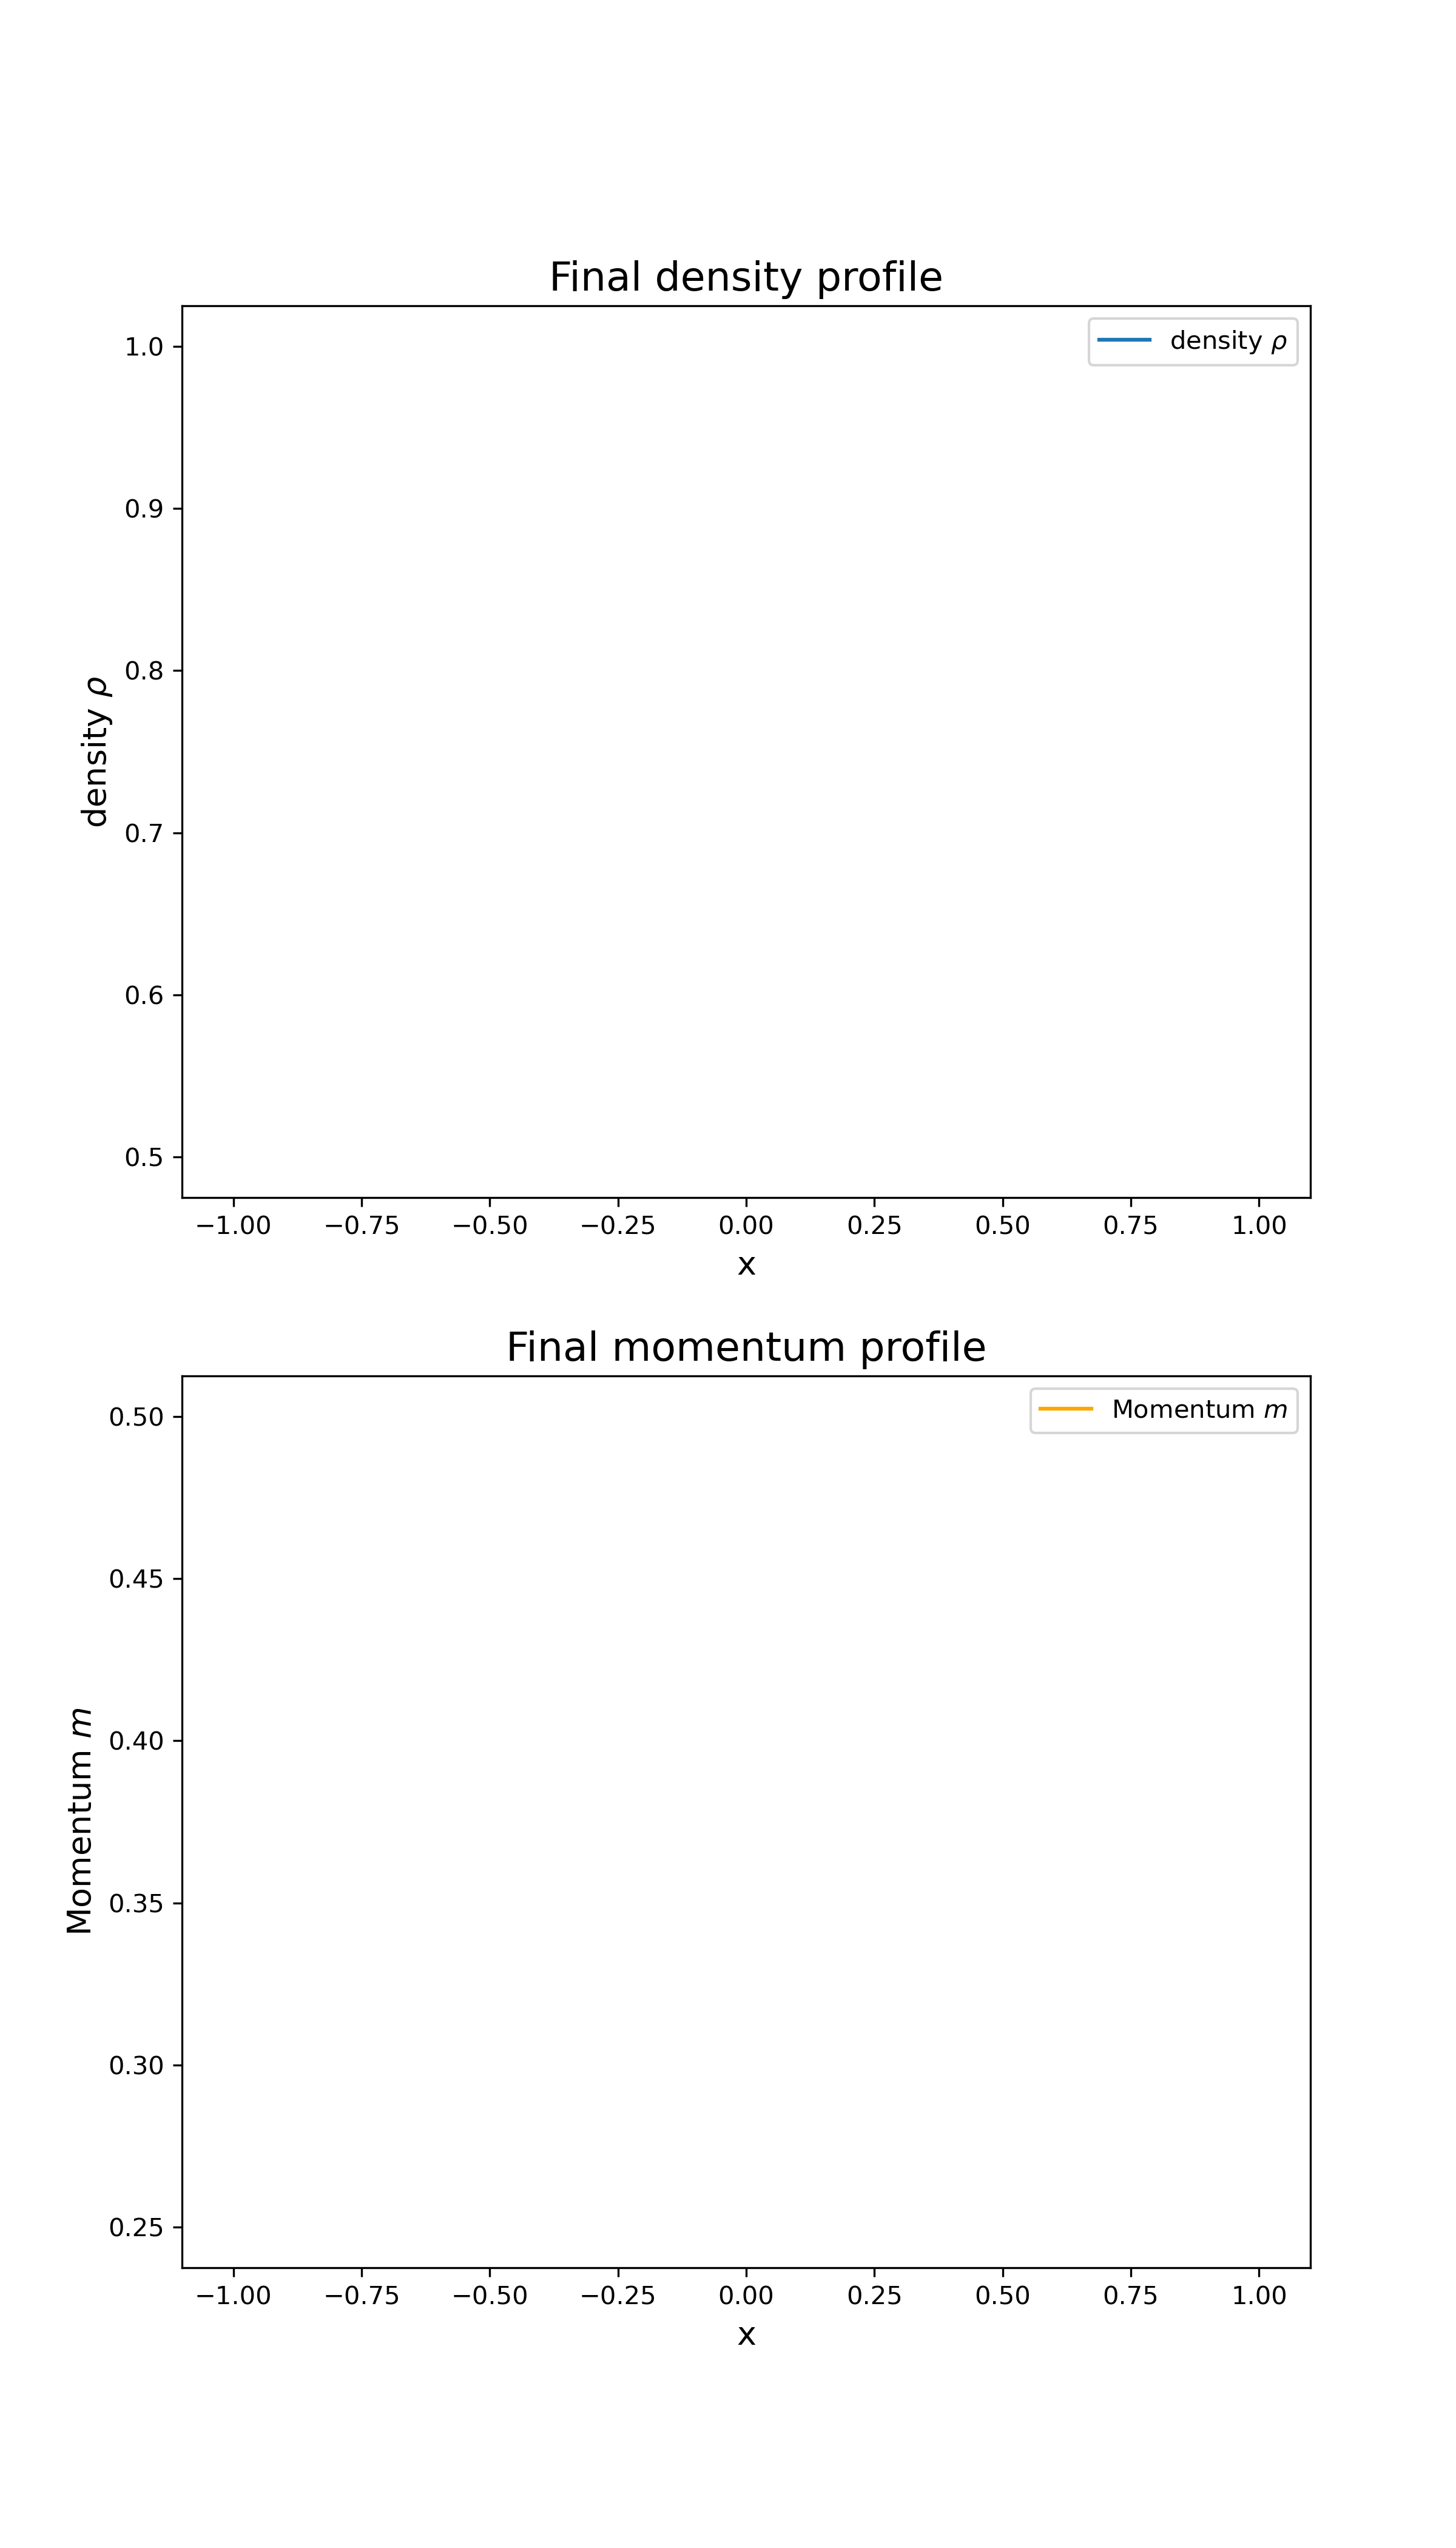 Final density profile
density ρ
1.0
0.9
0.8
0.7
0.6
0.5
density ρ
−1.00 −0.75 −0.50 −0.25 0.00 0.25 0.50 0.75 1.00
x
Final momentum profile
Momentum m
0.50
0.45
0.40
0.35
0.30
0.25
Momentum m
−1.00 −0.75 −0.50 −0.25 0.00 0.25 0.50 0.75 1.00
x